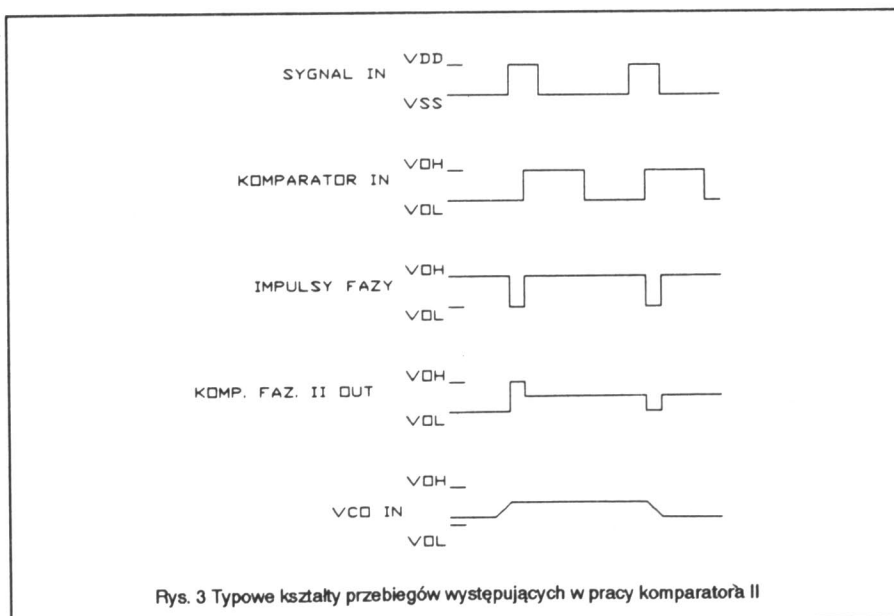 VDD
SYGNAL IN
VSS
VOH
KOMPARATOR IN
VOL
VOH
IMPULSY FAZY
VOL
VOH
KOMP. FAZ. II OUT
VOL
VOH
VCO IN
VOL
Rys. 3 Typowe kształty przebiegów występujących w pracy komparatora II